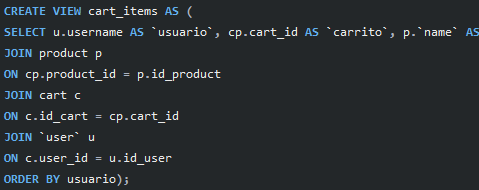 CREATE VIEW cart_items AS (
SELECT u.username AS `usuario`, cp.cart_id AS `carrito`, p.`name` AS
JOIN product p
ON cp.product_id = p.id_product
JOIN cart c
ON c.id_cart = cp.cart_id
JOIN `user` u
ON c.user_id = u.id_user
ORDER BY usuario);